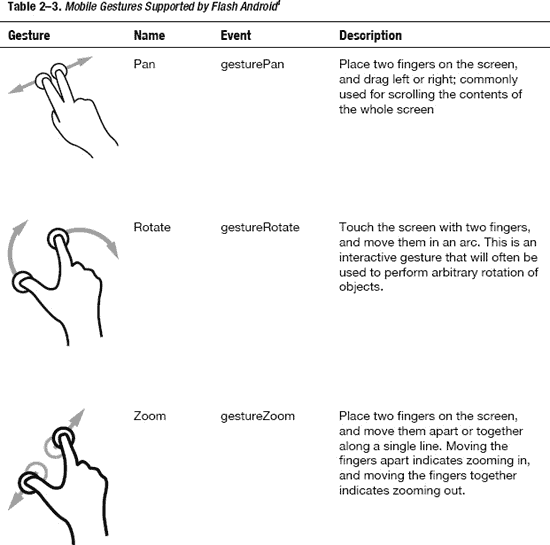 Table 2–3. Mobile Gestures Supported by Flash Android4
Gesture Name Event Description
Pan gesturePan Place two fingers on the screen,
and drag left or right; commonly
used for scrolling the contents of
the whole screen
Rotate gestureRotate Touch the screen with two fingers,
and move them in an arc. This is an
interactive gesture that will often be
used to perform arbitrary rotation of
objects.
Zoom gestureZoom Place two fingers on the screen,
and move them apart or together
along a single line. Moving the
fingers apart indicates zooming in,
and moving the fingers together
indicates zooming out.